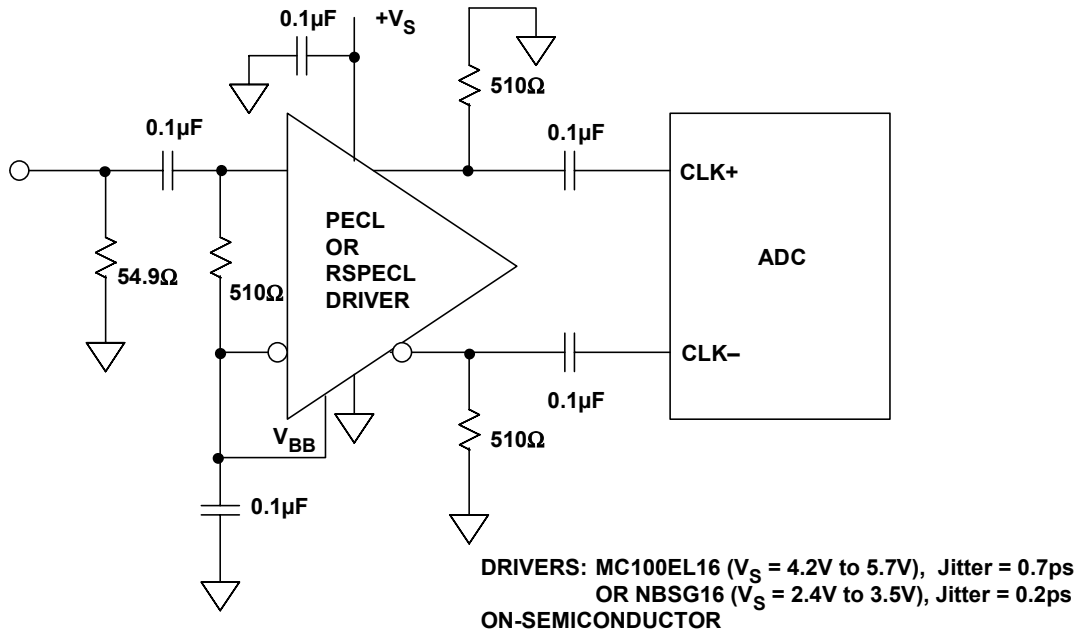 0.1µF
+VS
510Ω
0.1µF
0.1µF
CLK+
PECL
OR
RSPECL
DRIVER
ADC
54.9Ω
510Ω
CLK–
0.1µF
VBB
510Ω
0.1µF
DRIVERS: MC100EL16 (VS = 4.2V to 5.7V), Jitter = 0.7ps
OR NBSG16 (VS = 2.4V to 3.5V), Jitter = 0.2ps
ON-SEMICONDUCTOR